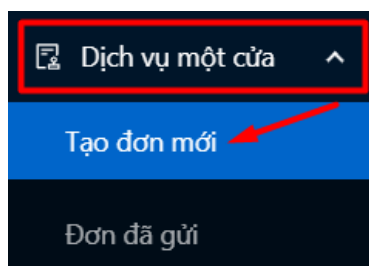 Dịch vụ một cửa
Tạo đơn mới
Đơn đã gửi